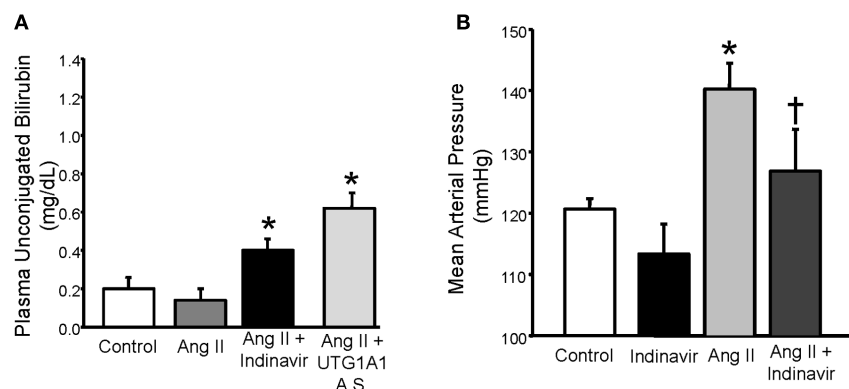 A
Plasma Unconjugated Bilirubin
(mg/dL)
1.4
1.2
1.0
0.8
0.6
0.4
0.2
0.0
*
*
Control
Ang II
Ang II +
Indinavir
Ang II +
UTG1A1
A.S.
B
Mean Arterial Pressure
(mmHg)
150
140
130
120
110
100
*
†
Control
Indinavir
Ang II
Ang II +
Indinavir